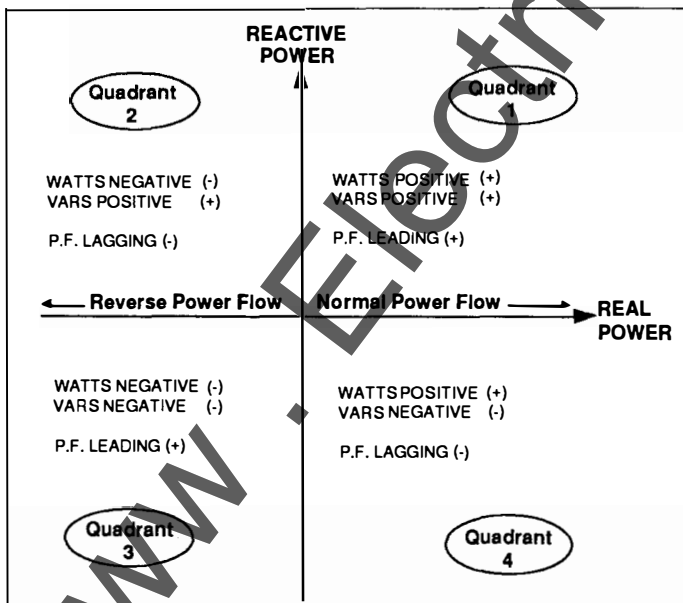 REACTIVE
POWER
Quadrant
2
Quadrant
1
WATTS NEGATIVE (-)
VARS POSITIVE (+)
P.F. LAGGING (-)
WATTS POSITIVE (+)
VARS POSITIVE (+)
P.F. LEADING (+)
Reverse Power Flow
Normal Power Flow
REAL
POWER
WATTS NEGATIVE (-)
VARS NEGATIVE (-)
P.F. LEADING (+)
WATTS POSITIVE (+)
VARS NEGATIVE (-)
P.F. LAGGING (-)
Quadrant
3
Quadrant
4
ww . Electr